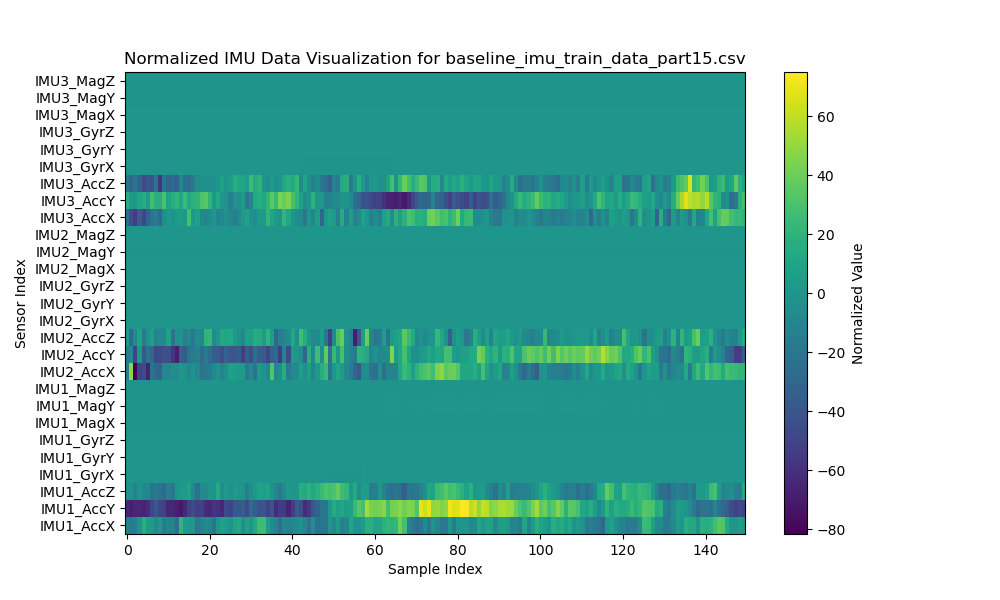 Normalized IMU Data Visualization for baseline_imu_train_data_part15.csv
IMU3_MagZ
IMU3_MagY
IMU3_MagX
IMU3_GyrZ
IMU3_GyrY
IMU3_GyrX
IMU3_AccZ
IMU3_AccY
IMU3_AccX
IMU2_MagZ
IMU2_MagY
IMU2_MagX
IMU2_GyrZ
IMU2_GyrY
IMU2_GyrX
IMU2_AccZ
IMU2_AccY
IMU2_AccX
IMU1_MagZ
IMU1_MagY
IMU1_MagX
IMU1_GyrZ
IMU1_GyrY
IMU1_GyrX
IMU1_AccZ
IMU1_AccY
IMU1_AccX
Sensor Index
0 20 40 60 80 100 120 140
Sample Index
60
40
20
0
−20
−40
−60
−80
Normalized Value